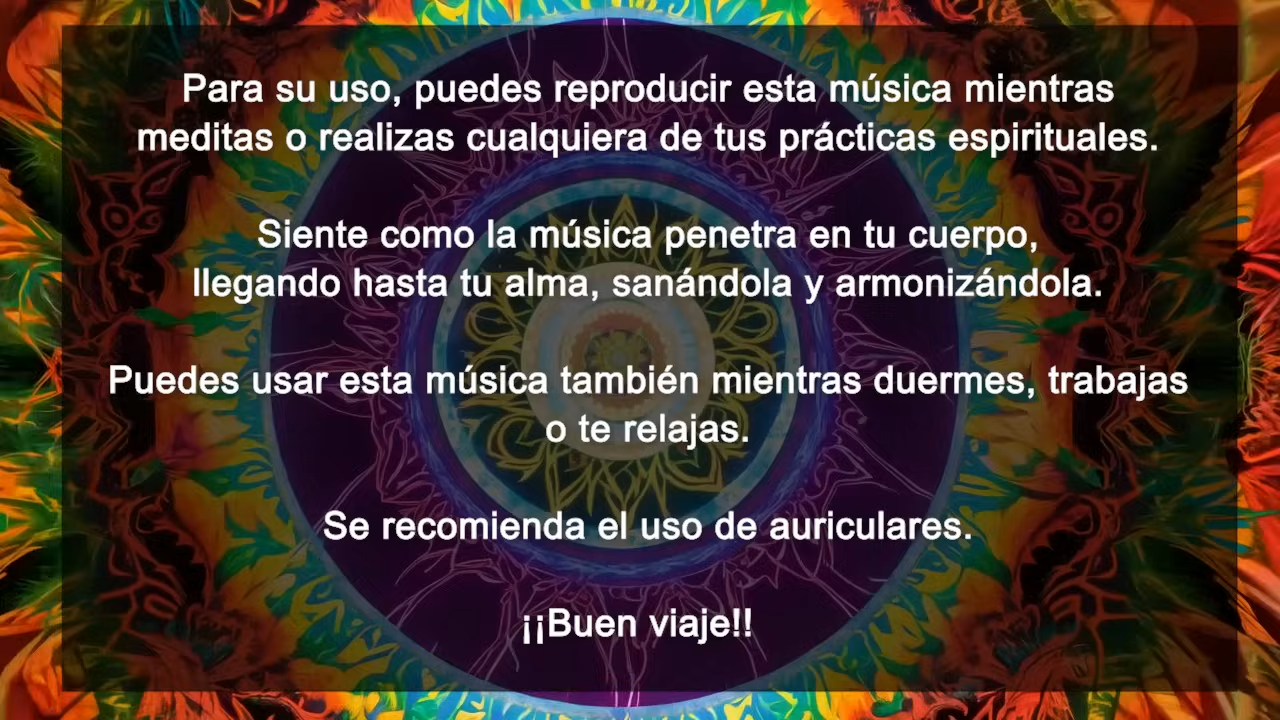 Para su uso, puedes reproducir esta música mientras
meditas o realizas cualquiera de tus prácticas espirituales.
Siente como la música penetra en tu cuerpo,
llegando hasta tu alma, sanándola y armonizándola.
Puedes usar esta música también mientras duermes, trabajas
o te relajas.
Se recomienda el uso de auriculares.
¡¡Buen viaje!!